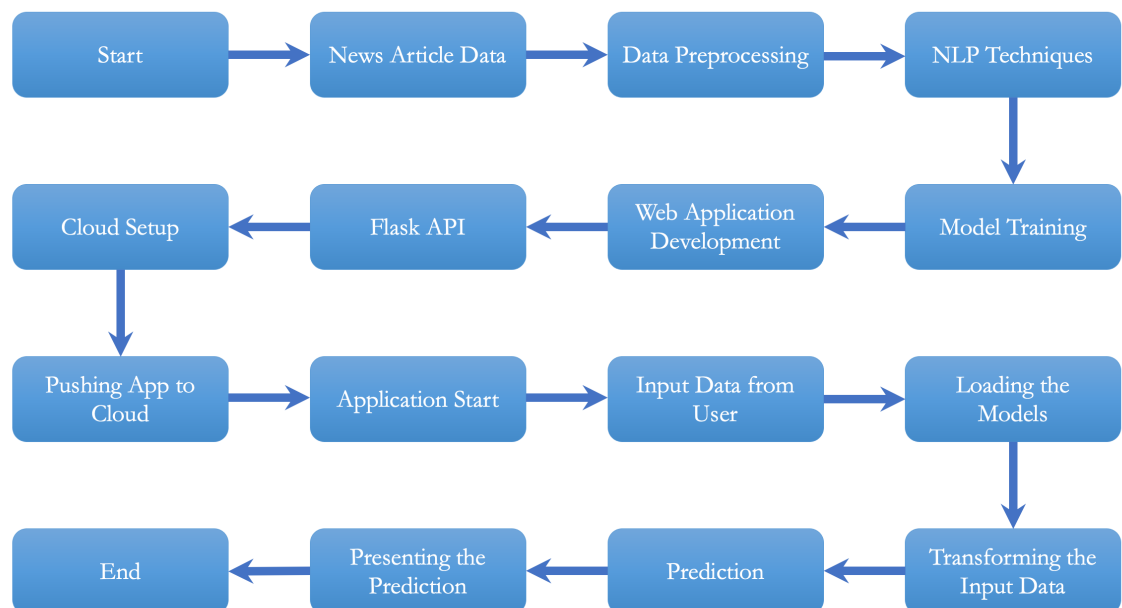 Start
News Article Data
Data Preprocessing
NLP Techniques
Model Training
Web Application
Development
Flask API
Cloud Setup
Pushing App to
Cloud
Application Start
Input Data from
User
Loading the
Models
Transforming the
Input Data
Prediction
Presenting the
Prediction
End